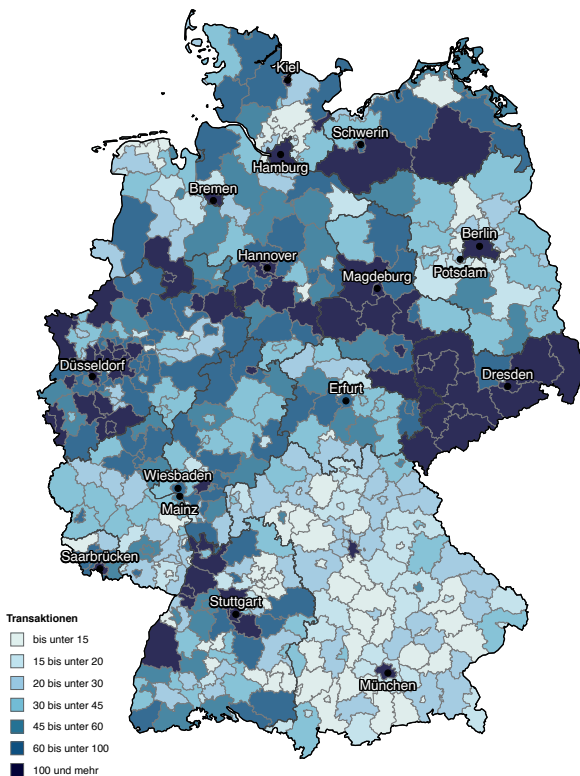 Kiel
Schwerin
Hamburg
Bremen
Berlin
Hannover
Potsdam
Magdeburg
Düsseldorf
Dresden
Erfurt
Wiesbaden
Mainz
Saarbrücken
Stuttgart
München
Transaktionen
bis unter 15
15 bis unter 20
20 bis unter 30
30 bis unter 45
45 bis unter 60
60 bis unter 100
100 und mehr